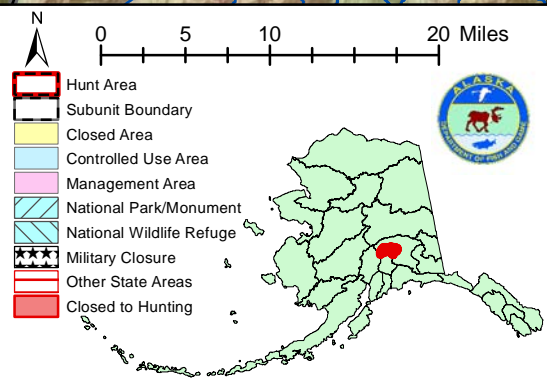 N
0 5 10 20 Miles
Hunt Area
Subunit Boundary
Closed Area
Controlled Use Area
Management Area
National Park/Monument
National Wildlife Refuge
Military Closure
Other State Areas
Closed to Hunting
ALASKA
DEPARTMENT OF FISH AND GAME